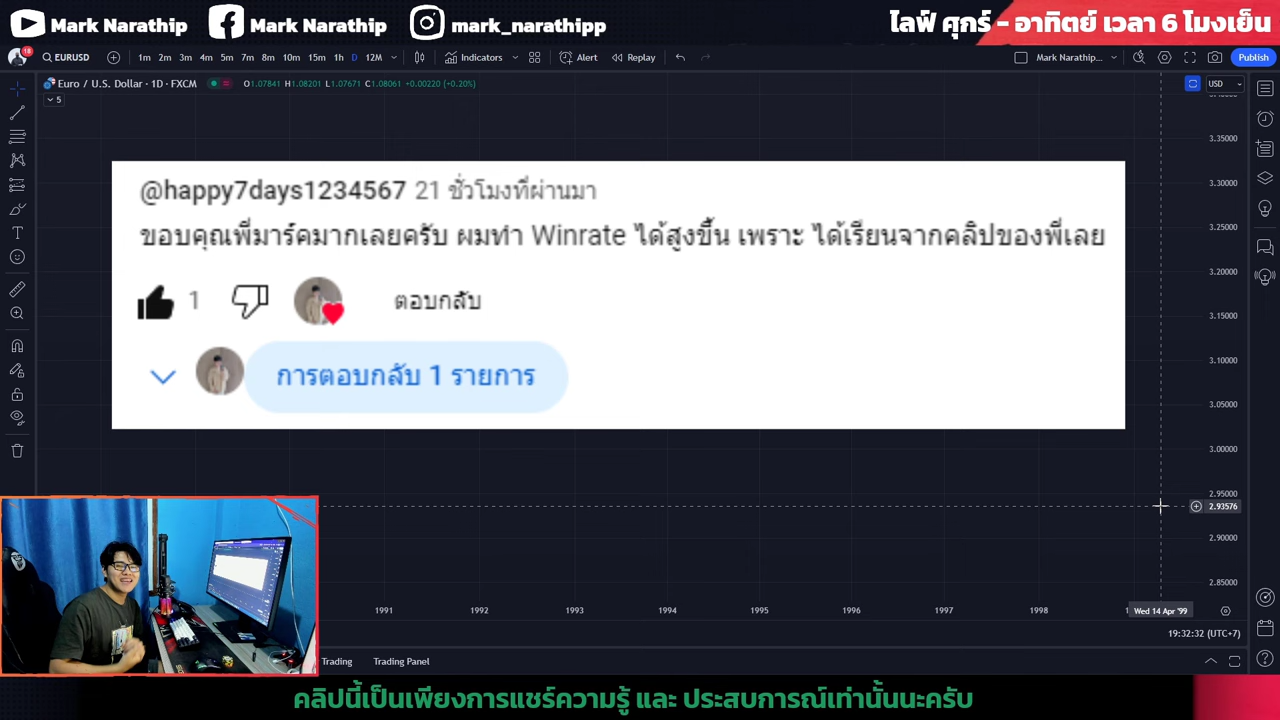 Mark Narathip Mark Narathip mark_narathipp
ไลฟ์ ศุกร์ - อาทิตย์ เวลา 6 โมงเย็น
18 EURUSD 1m 2m 3m 4m 5m 7m 8m 10m 15m 1h D 12M Indicators Alert Replay Mark Narathip... Publish
Euro / U.S. Dollar · 1D · FXCM O1.07841 H1.08201 L1.07671 C1.08061 +0.00220 (+0.20%) USD
5
3.35000
3.30000
3.25000
3.20000
3.15000
3.10000
3.05000
3.00000
2.95000
2.93576
2.90000
2.85000
@happy7days1234567 21 ชั่วโมงที่ผ่านมา
ขอบคุณพี่มาร์คมากเลยครับ ผมทำ Winrate ได้สูงขึ้น เพราะ ได้เรียนจากคลิปของพี่เลย
1 ตอบกลับ
การตอบกลับ 1 รายการ
1991 1992 1993 1994 1995 1996 1997 1998 Wed 14 Apr '99
19:32:32 (UTC+7)
Trading Trading Panel
คลิปนี้เป็นเพียงการแชร์ความรู้ และ ประสบการณ์เท่านั้นนะครับ